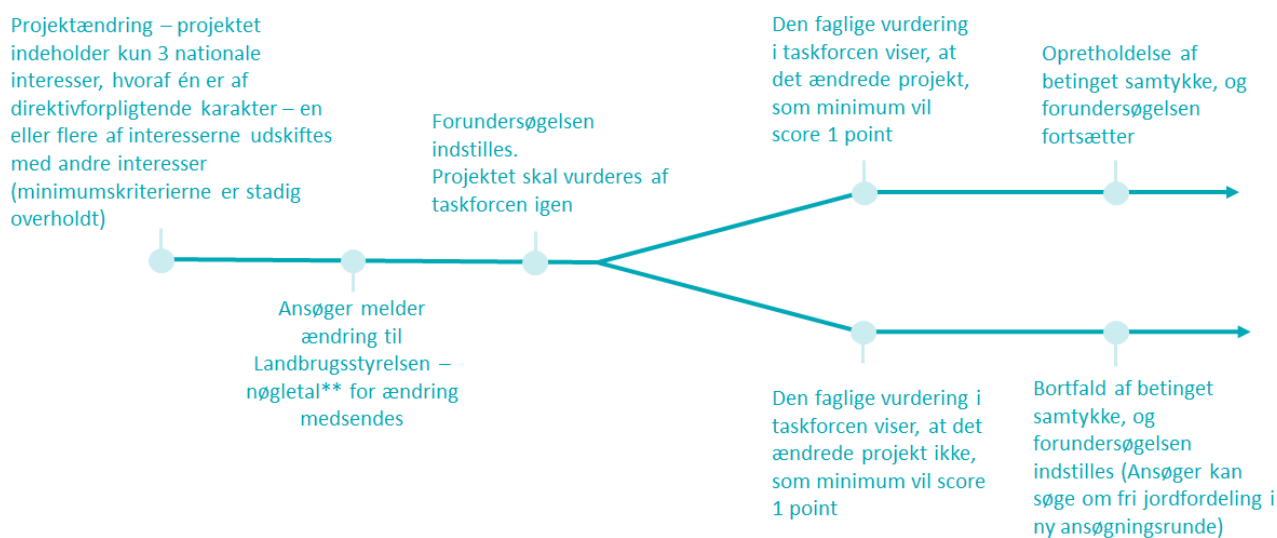 Projektændring – projektet
indeholder kun 3 nationale
interesser, hvoraf én er af
direktivforpligtende karakter – en
eller flere af interesserne udskiftes
med andre interesser
(minimumskriterierne er stadig
overholdt)
Ansøger melder
ændring til
Landbrugsstyrelsen –
nøgletal** for ændring
medsendes
Forundersøgelsen
indstilles.
Projektet skal vurderes af
taskforcen igen
Den faglige vurdering
i taskforcen viser, at
det ændrede projekt,
som minimum vil
score 1 point
Opretholdelse af
betinget samtykke, og
forundersøgelsen
fortsætter
Den faglige vurdering i
taskforcen viser, at det
ændrede projekt ikke,
som minimum vil score
1 point
Bortfald af betinget
samtykke, og
forundersøgelsen
indstilles (Ansøger kan
søge om fri jordfordeling i
ny ansøgningsrunde)